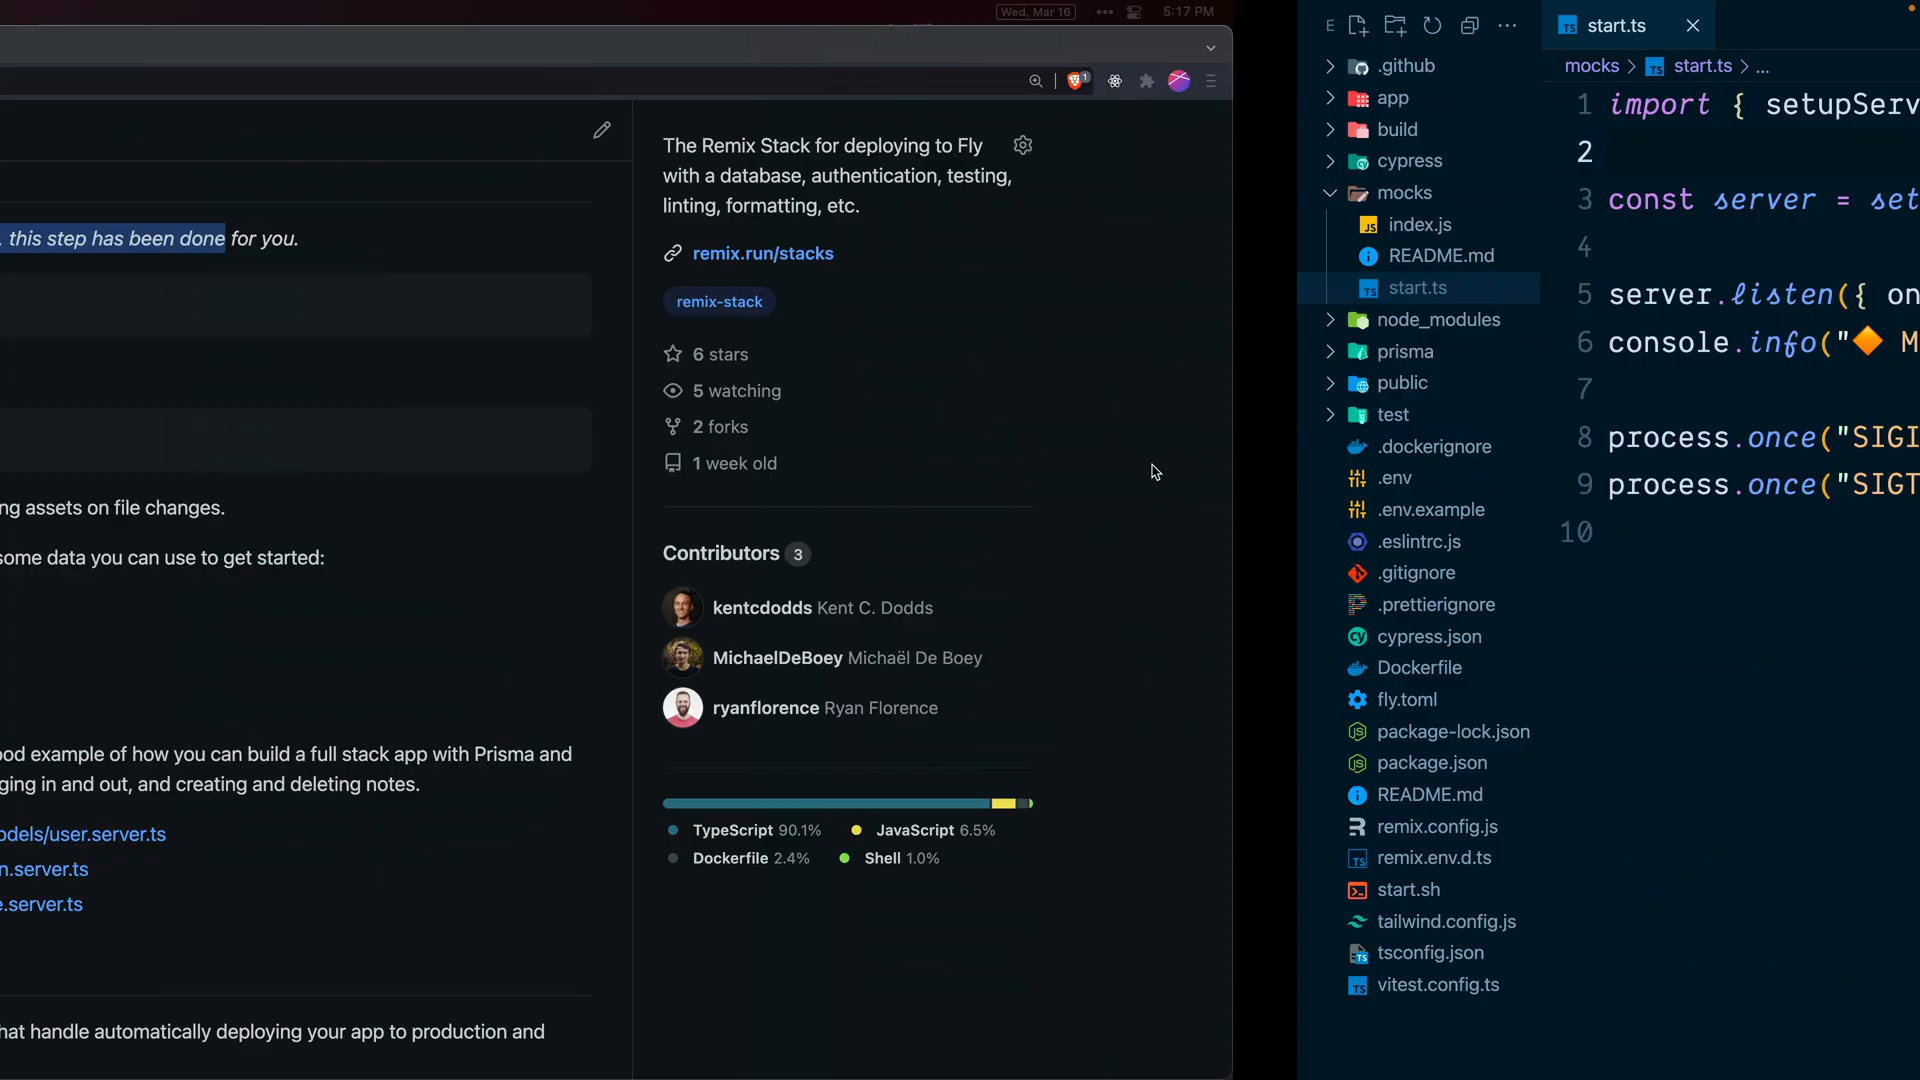 Wed, Mar 16
5:17 PM
1
, this step has been done for you.
ng assets on file changes.
some data you can use to get started:
ood example of how you can build a full stack app with Prisma and
ging in and out, and creating and deleting notes.
odels/user.server.ts
n.server.ts
e.server.ts
hat handle automatically deploying your app to production and
The Remix Stack for deploying to Fly
with a database, authentication, testing,
linting, formatting, etc.
remix.run/stacks
remix-stack
6 stars
5 watching
2 forks
1 week old
Contributors 3
kentcdodds Kent C. Dodds
MichaelDeBoey Michaël De Boey
ryanflorence Ryan Florence
TypeScript 90.1%
JavaScript 6.5%
Dockerfile 2.4%
Shell 1.0%
E
.github
app
build
cypress
mocks
index.js
README.md
start.ts
node_modules
prisma
public
test
.dockerignore
.env
.env.example
.eslintrc.js
.gitignore
.prettierignore
cypress.json
Dockerfile
fly.toml
package-lock.json
package.json
README.md
remix.config.js
remix.env.d.ts
start.sh
tailwind.config.js
tsconfig.json
vitest.config.ts
start.ts
mocks > start.ts > ...
1 import { setupServ
2
3 const server = set
4
5 server.listen({ on
6 console.info("🔶 M
7
8 process.once("SIGI
9 process.once("SIGT
10